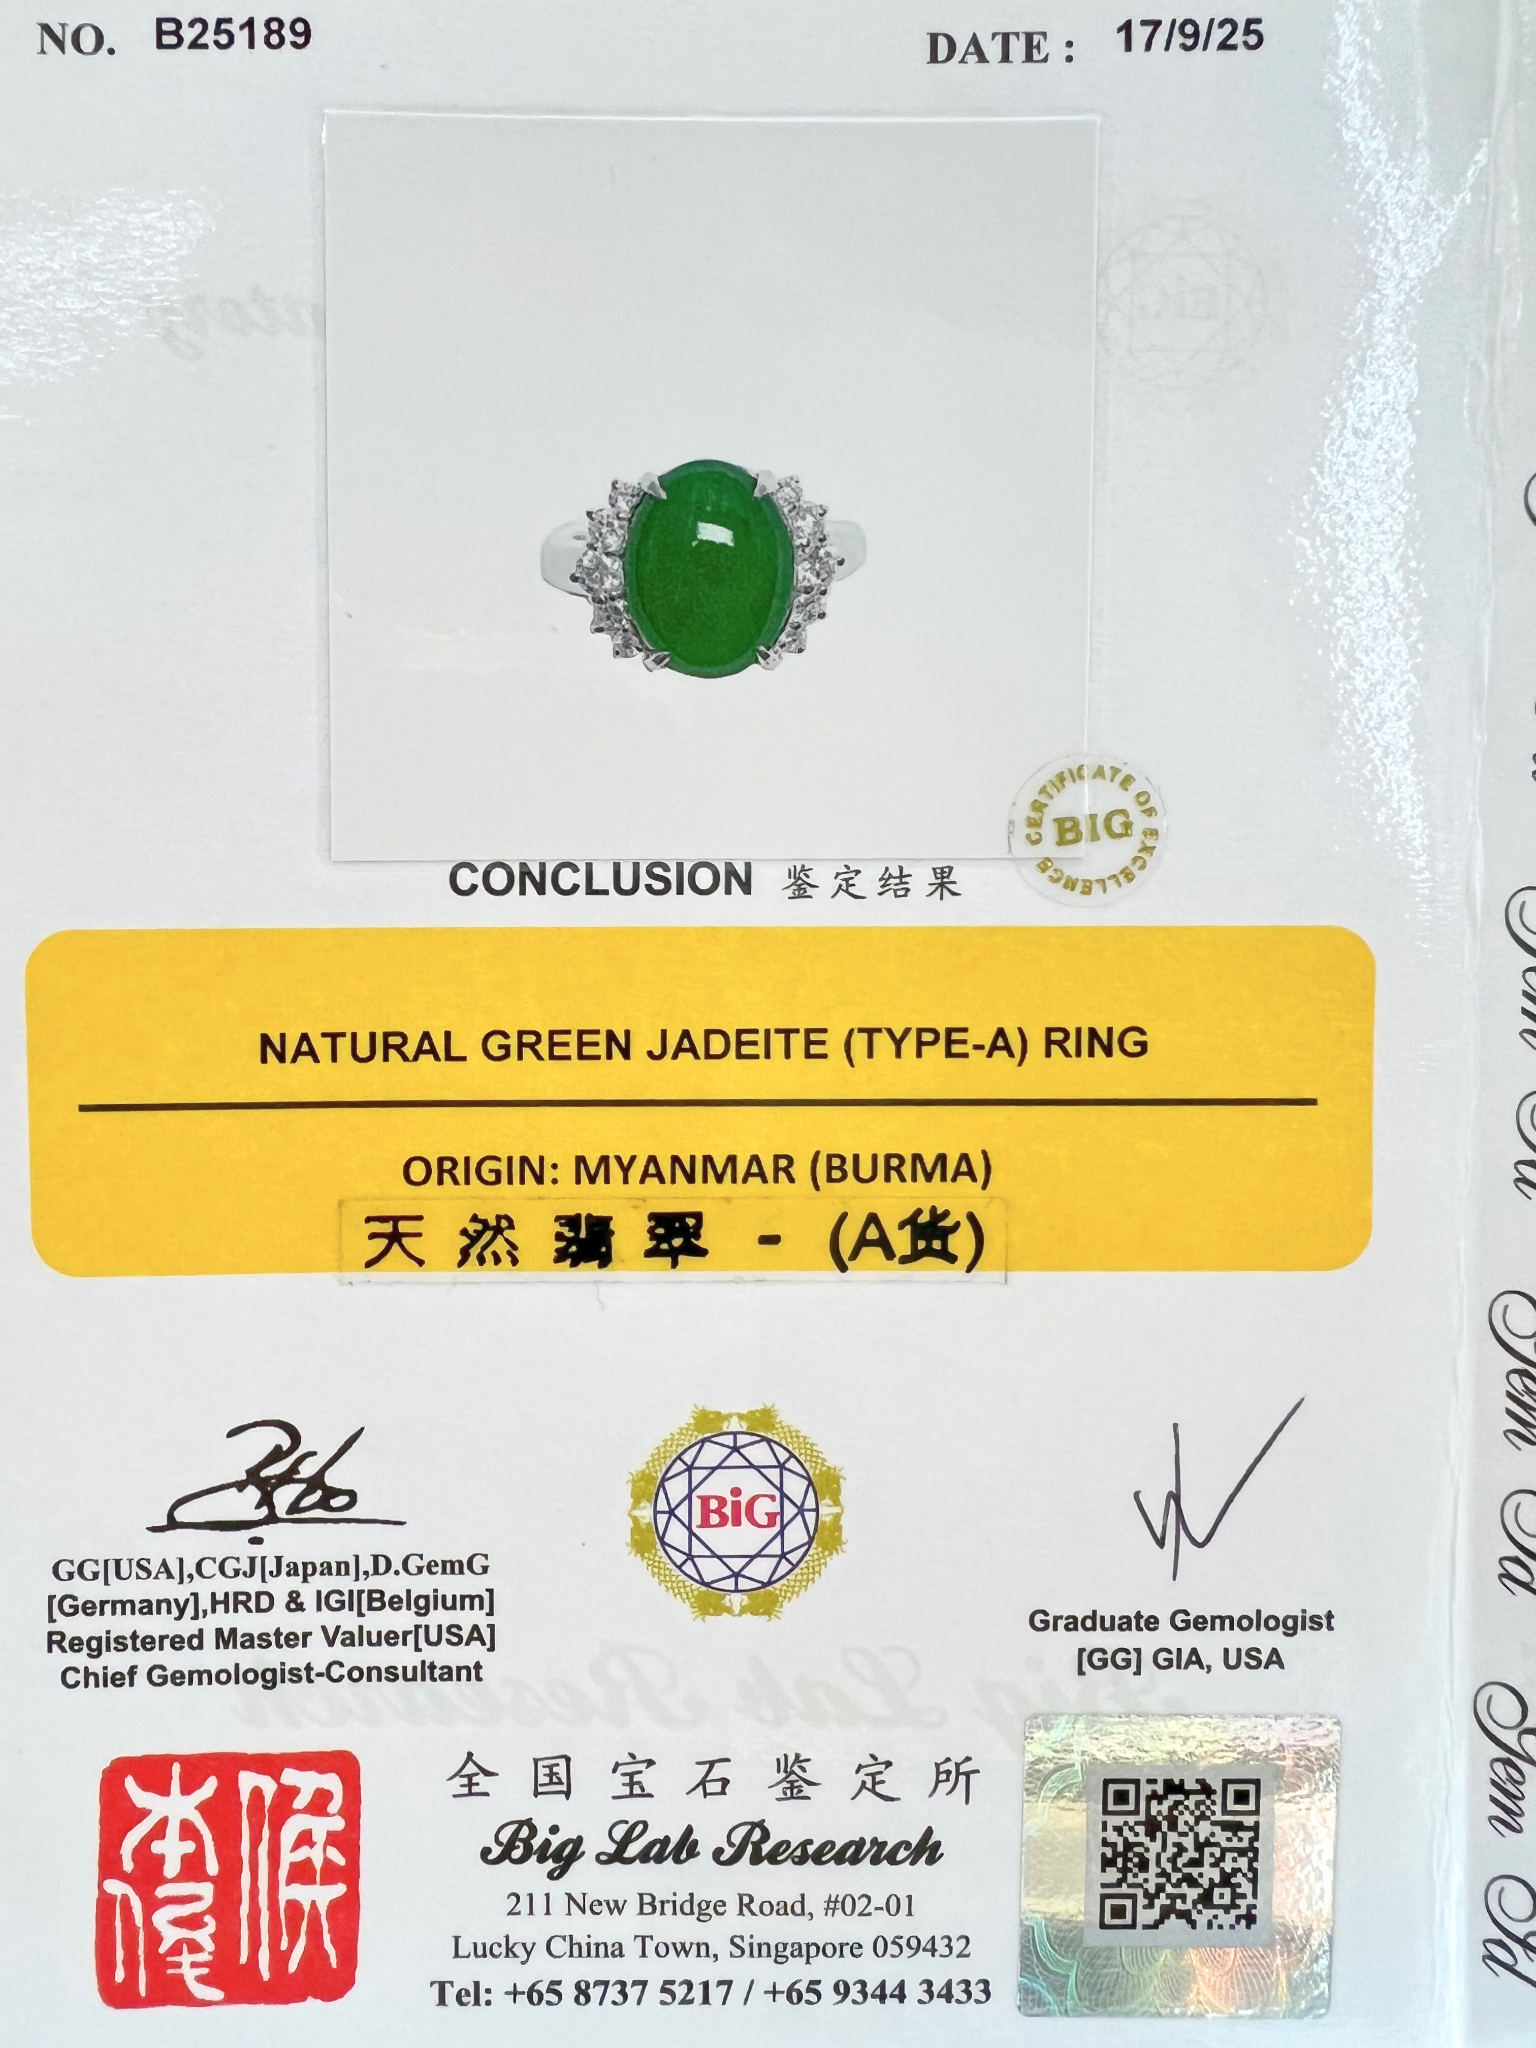 NO. B25189
DATE : 17/9/25
CERTIFICATE OF EXCELLENCE
BIG
CONCLUSION 鉴定结果
NATURAL GREEN JADEITE (TYPE-A) RING
ORIGIN: MYANMAR (BURMA)
天然翡翠 - (A货)
GG[USA],CGJ[Japan],D.GemG
[Germany],HRD & IGI[Belgium]
Registered Master Valuer[USA]
Chief Gemologist-Consultant
BiG
Graduate Gemologist
[GG] GIA, USA
全国宝石鉴定所
Big Lab Research
211 New Bridge Road, #02-01
Lucky China Town, Singapore 059432
Tel: +65 8737 5217 / +65 9344 3433